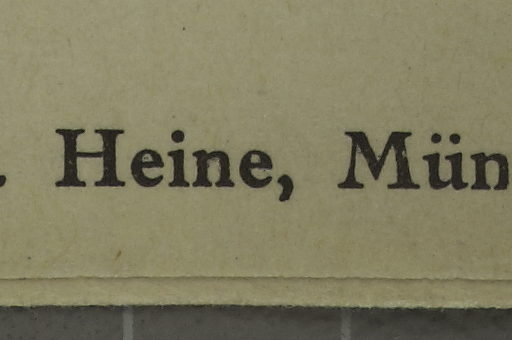 . Heine, Mün